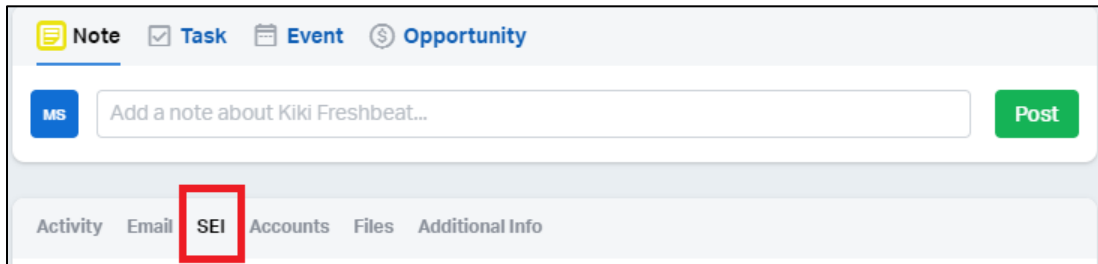 Note Task Event Opportunity
MS Add a note about Kiki Freshbeat... Post
Activity Email SEI Accounts Files Additional Info